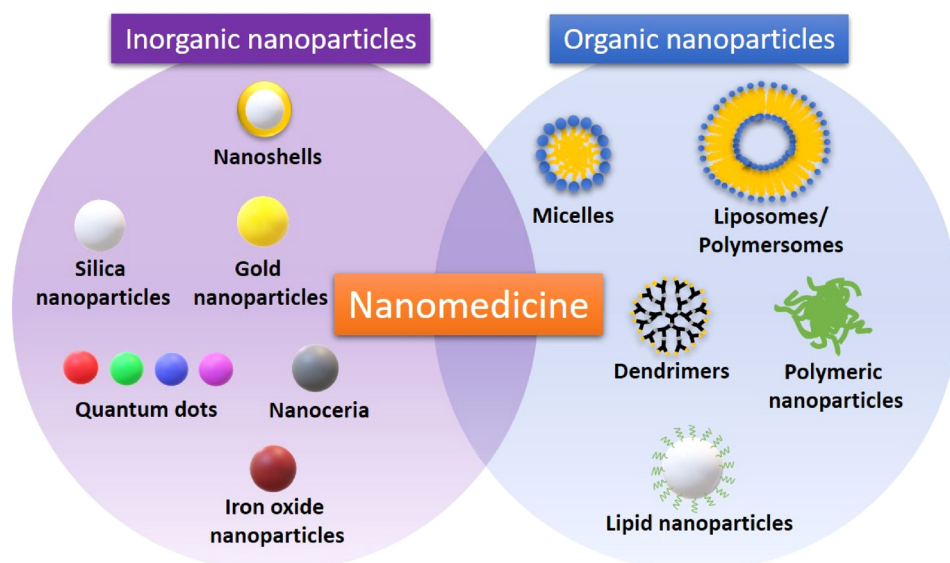 Inorganic nanoparticles
Organic nanoparticles
Nanoshells
Silica
nanoparticles
Gold
nanoparticles
Quantum dots
Nanoceria
Iron oxide
nanoparticles
Nanomedicine
Micelles
Liposomes/
Polymersomes
Dendrimers
Polymeric
nanoparticles
Lipid nanoparticles